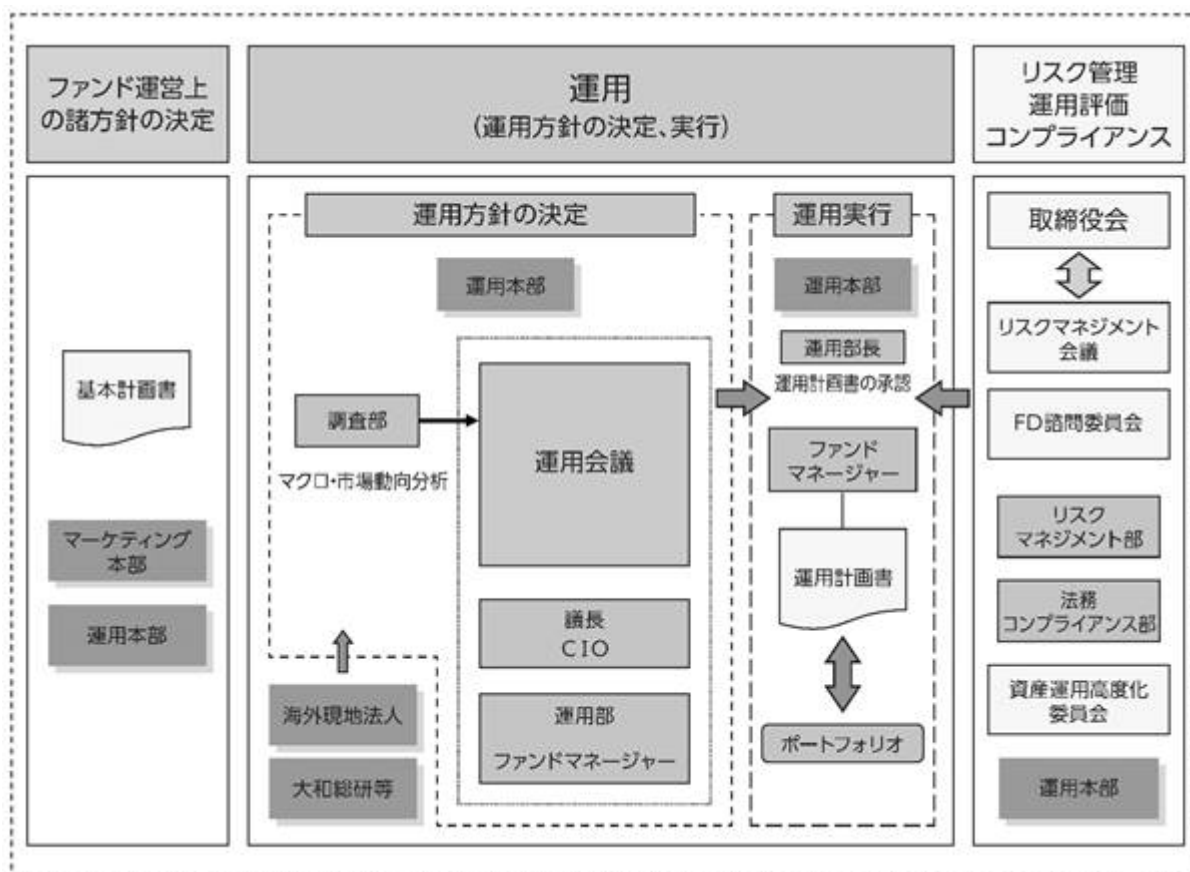 ファンド運営上
の諸方針の決定
基本計画書
マーケティング
本部
運用本部
運用
(運用方針の決定、実行)
運用方針の決定
運用本部
調査部
マクロ・市場動向分析
運用会議
議長
CIO
運用部
ファンドマネージャー
海外現地法人
大和総研等
運用実行
運用本部
運用部長
運用計画書の承認
ファンド
マネージャー
運用計画書
ポートフォリオ
リスク管理
運用評価
コンプライアンス
取締役会
リスクマネジメント
会議
FD諮問委員会
リスク
マネジメント部
法務
コンプライアンス部
資産運用高度化
委員会
運用本部